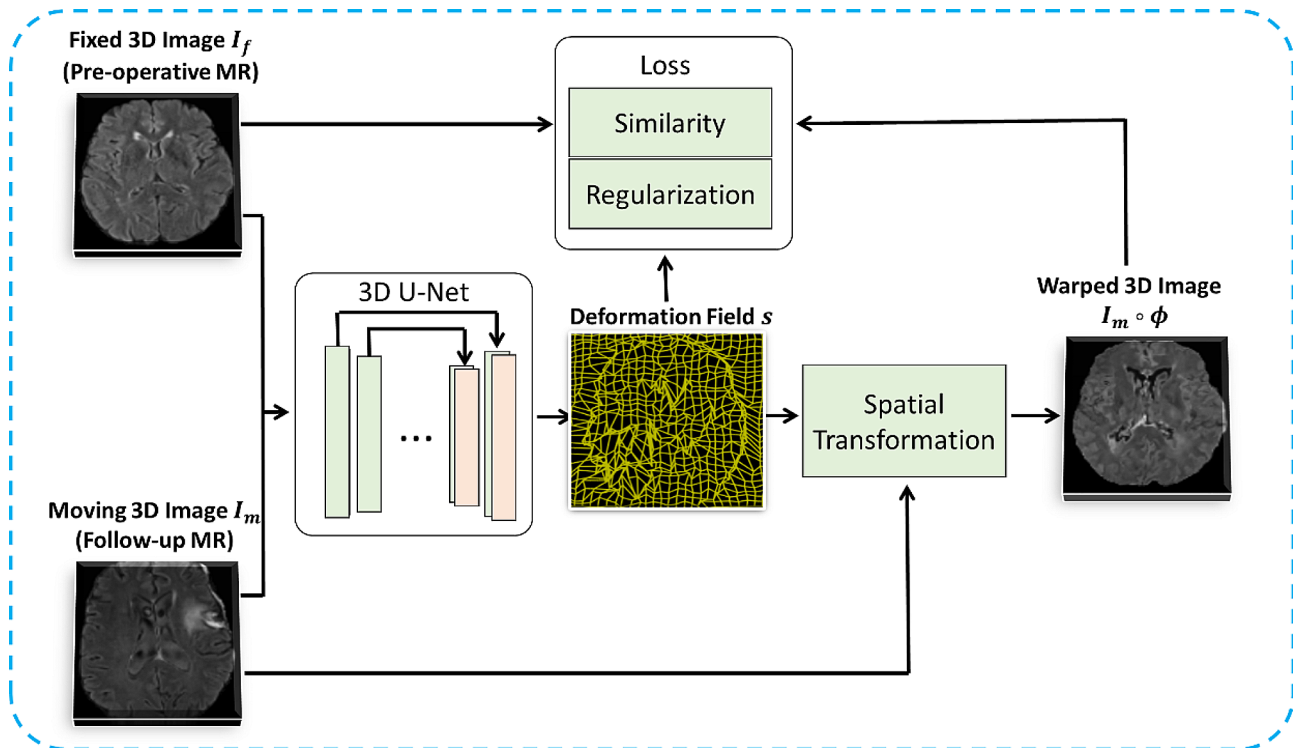 Fixed 3D Image I_f
(Pre-operative MR)
Loss
Similarity
Regularization
3D U-Net
...
Deformation Field s
Spatial
Transformation
Warped 3D Image
I_m ∘ ϕ
Moving 3D Image I_m
(Follow-up MR)